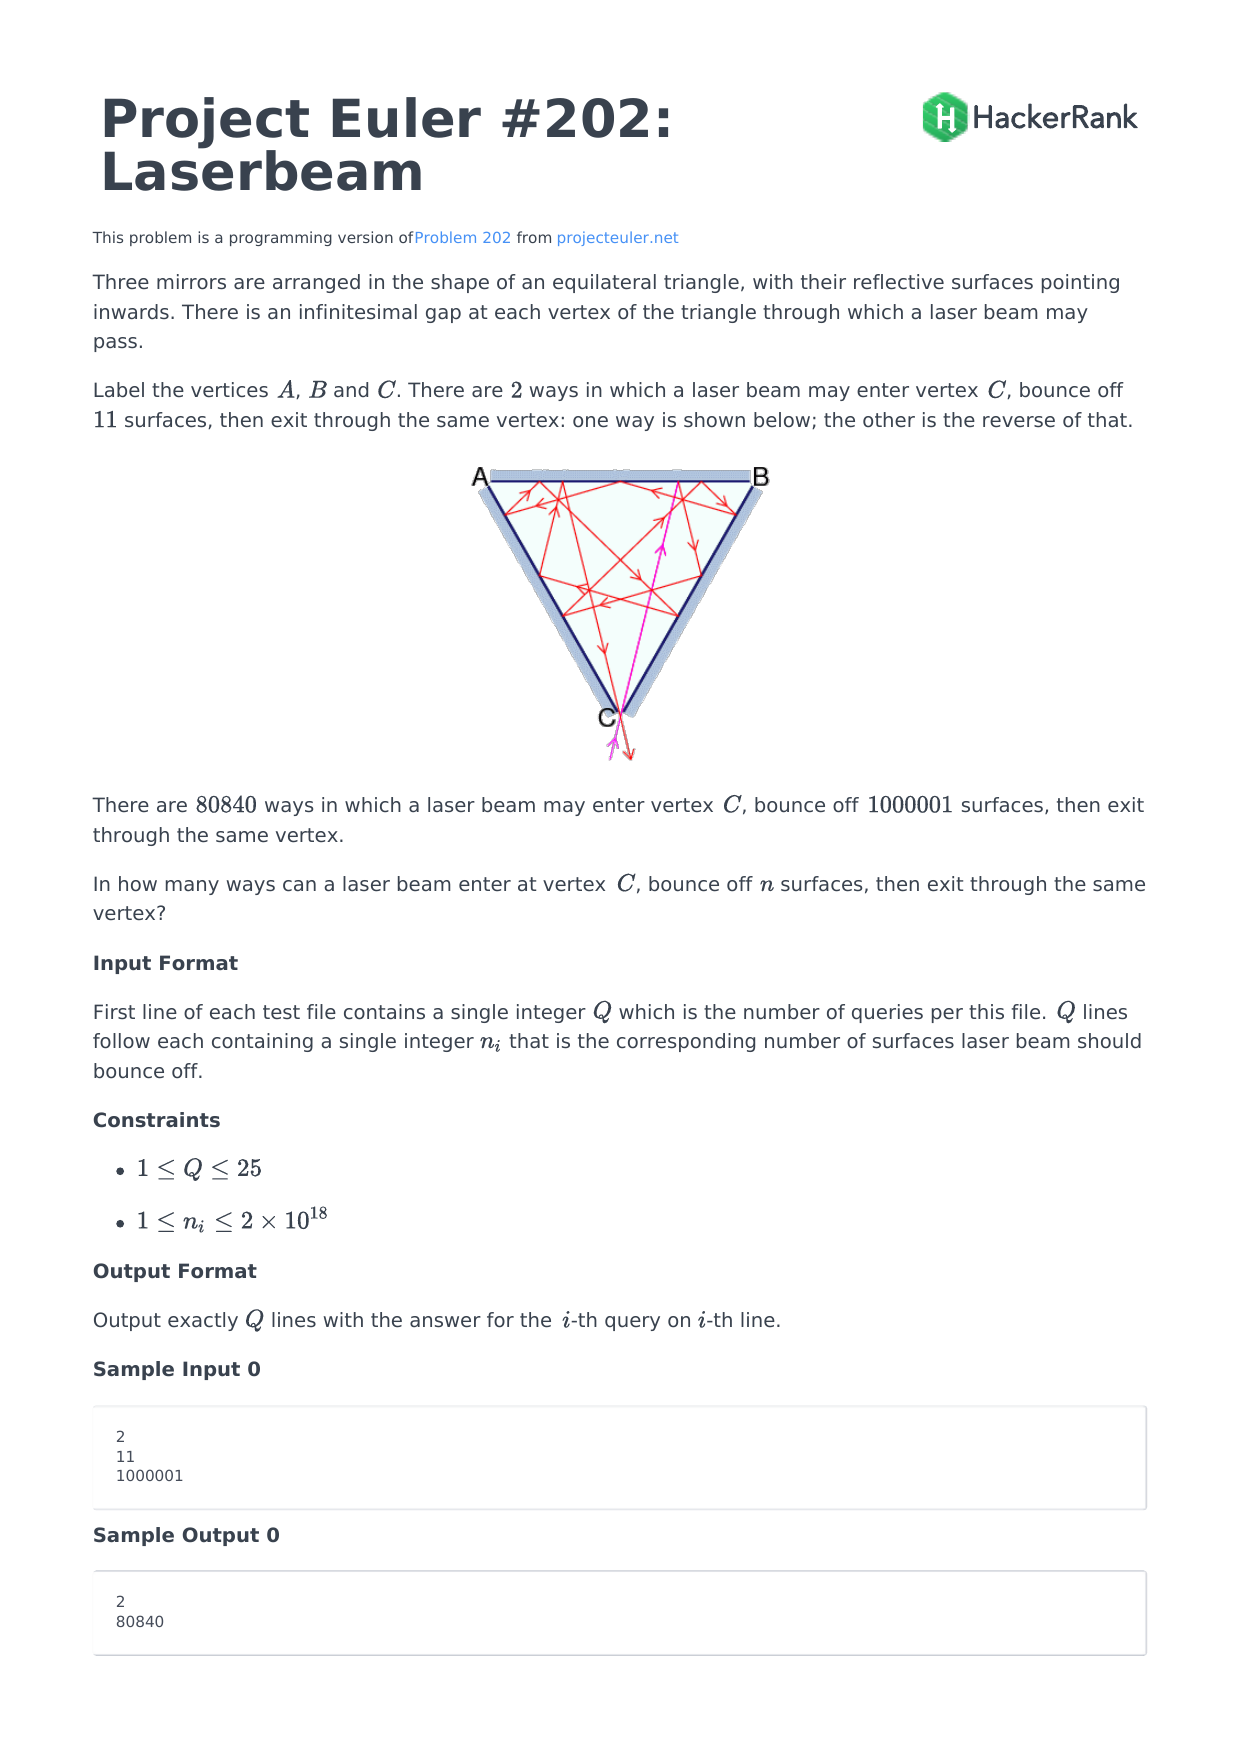 Project Euler #202:
Laserbeam
HackerRank
This problem is a programming version ofProblem 202 from projecteuler.net
Three mirrors are arranged in the shape of an equilateral triangle, with their reflective surfaces pointing
inwards. There is an infinitesimal gap at each vertex of the triangle through which a laser beam may
pass.
Label the vertices A, B and C. There are 2 ways in which a laser beam may enter vertex C, bounce off
11 surfaces, then exit through the same vertex: one way is shown below; the other is the reverse of that.
A B
C
There are 80840 ways in which a laser beam may enter vertex C, bounce off 1000001 surfaces, then exit
through the same vertex.
In how many ways can a laser beam enter at vertex C, bounce off n surfaces, then exit through the same
vertex?
Input Format
First line of each test file contains a single integer Q which is the number of queries per this file. Q lines
follow each containing a single integer nᵢ that is the corresponding number of surfaces laser beam should
bounce off.
Constraints
• 1 ≤ Q ≤ 25
• 1 ≤ nᵢ ≤ 2 × 10¹⁸
Output Format
Output exactly Q lines with the answer for the i-th query on i-th line.
Sample Input 0
2
11
1000001
Sample Output 0
2
80840